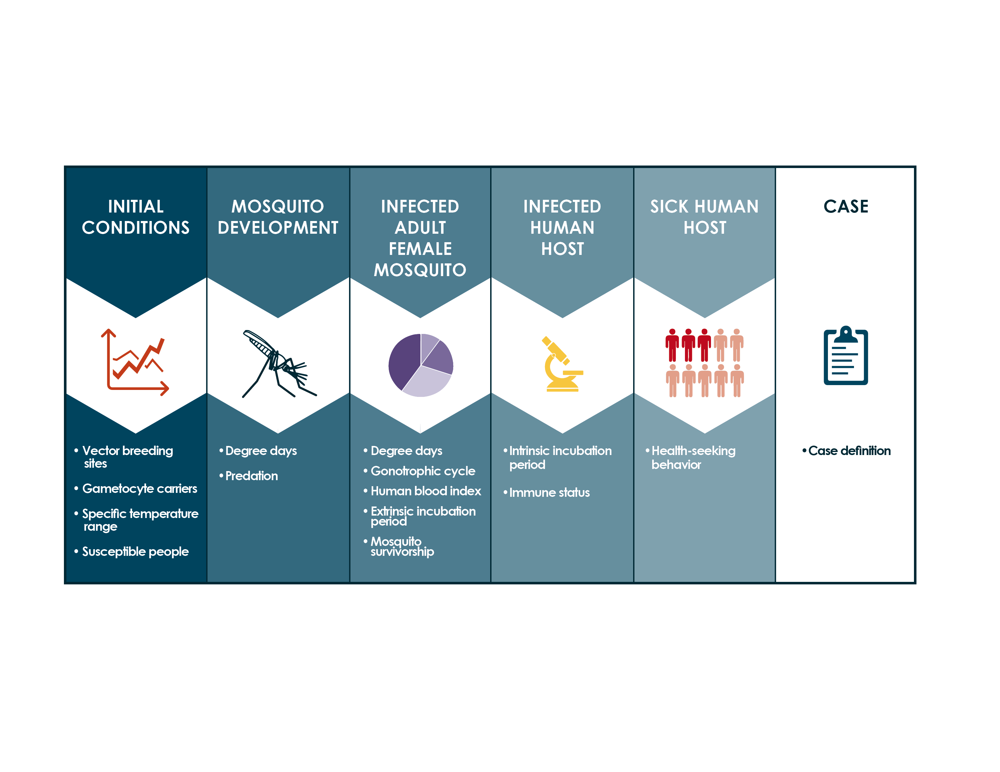 INITIAL
CONDITIONS
• Vector breeding
sites
• Gametocyte carriers
• Specific temperature
range
• Susceptible people
MOSQUITO
DEVELOPMENT
• Degree days
• Predation
INFECTED
ADULT
FEMALE
MOSQUITO
• Degree days
• Gonotrophic cycle
• Human blood index
• Extrinsic incubation
period
• Mosquito
survivorship
INFECTED
HUMAN
HOST
• Intrinsic incubation
period
• Immune status
SICK HUMAN
HOST
• Health-seeking
behavior
CASE
• Case definition